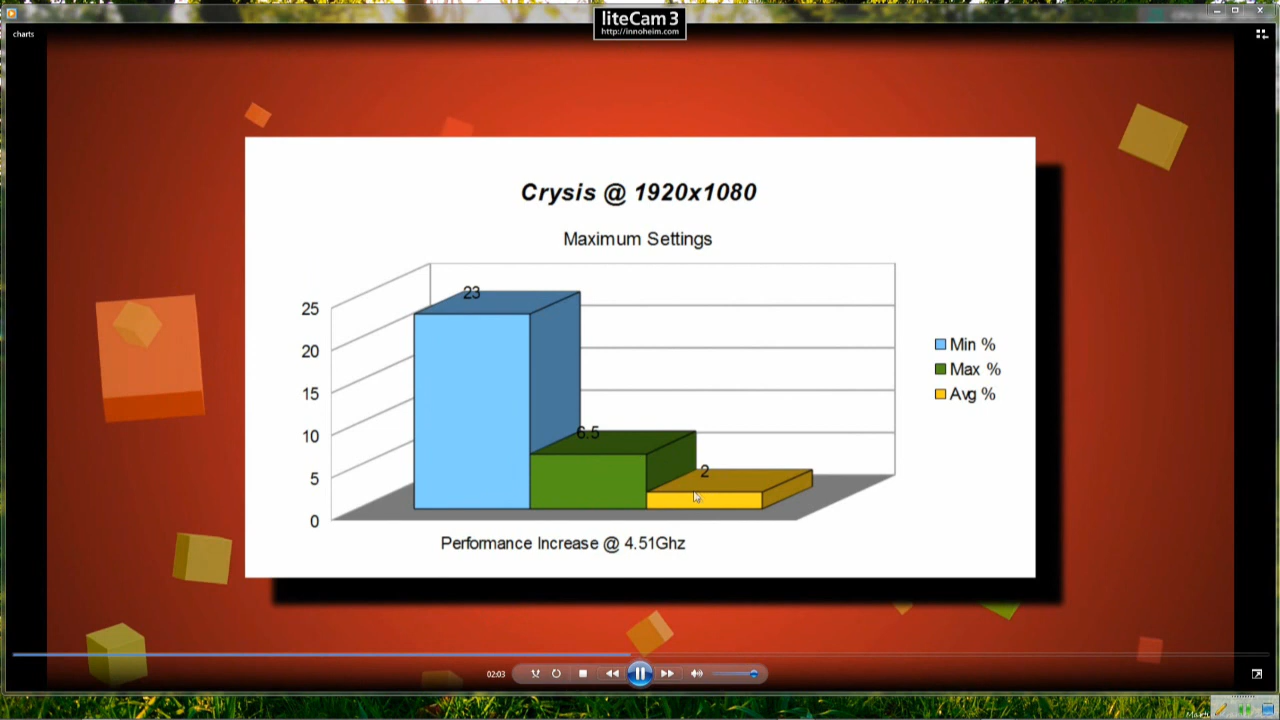 liteCam 3
http://innoheim.com
charts
Crysis @ 1920x1080
Maximum Settings
25
20
15
10
5
0
23
6.5
2
Min %
Max %
Avg %
Performance Increase @ 4.51Ghz
02:03